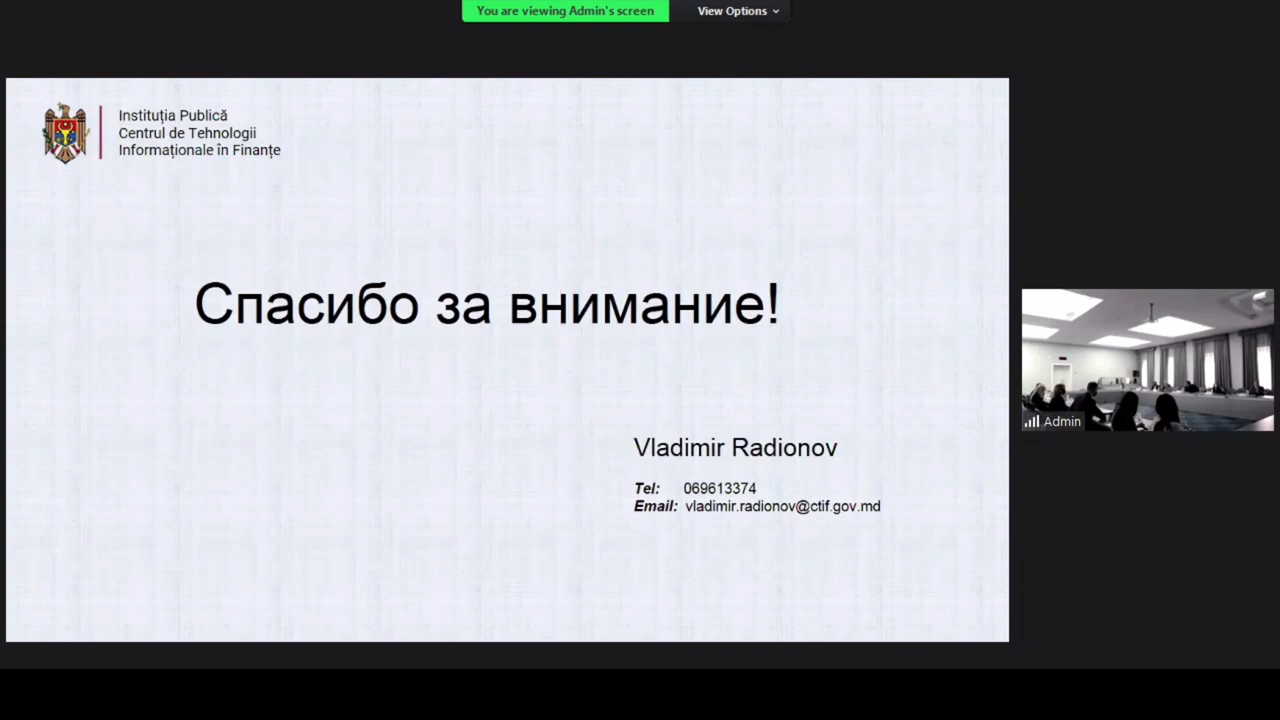 You are viewing Admin's screen
View Options
Instituția Publică
Centrul de Tehnologii
Informaționale în Finanțe
Спасибо за внимание!
Vladimir Radionov
Tel: 069613374
Email: vladimir.radionov@ctif.gov.md
Admin